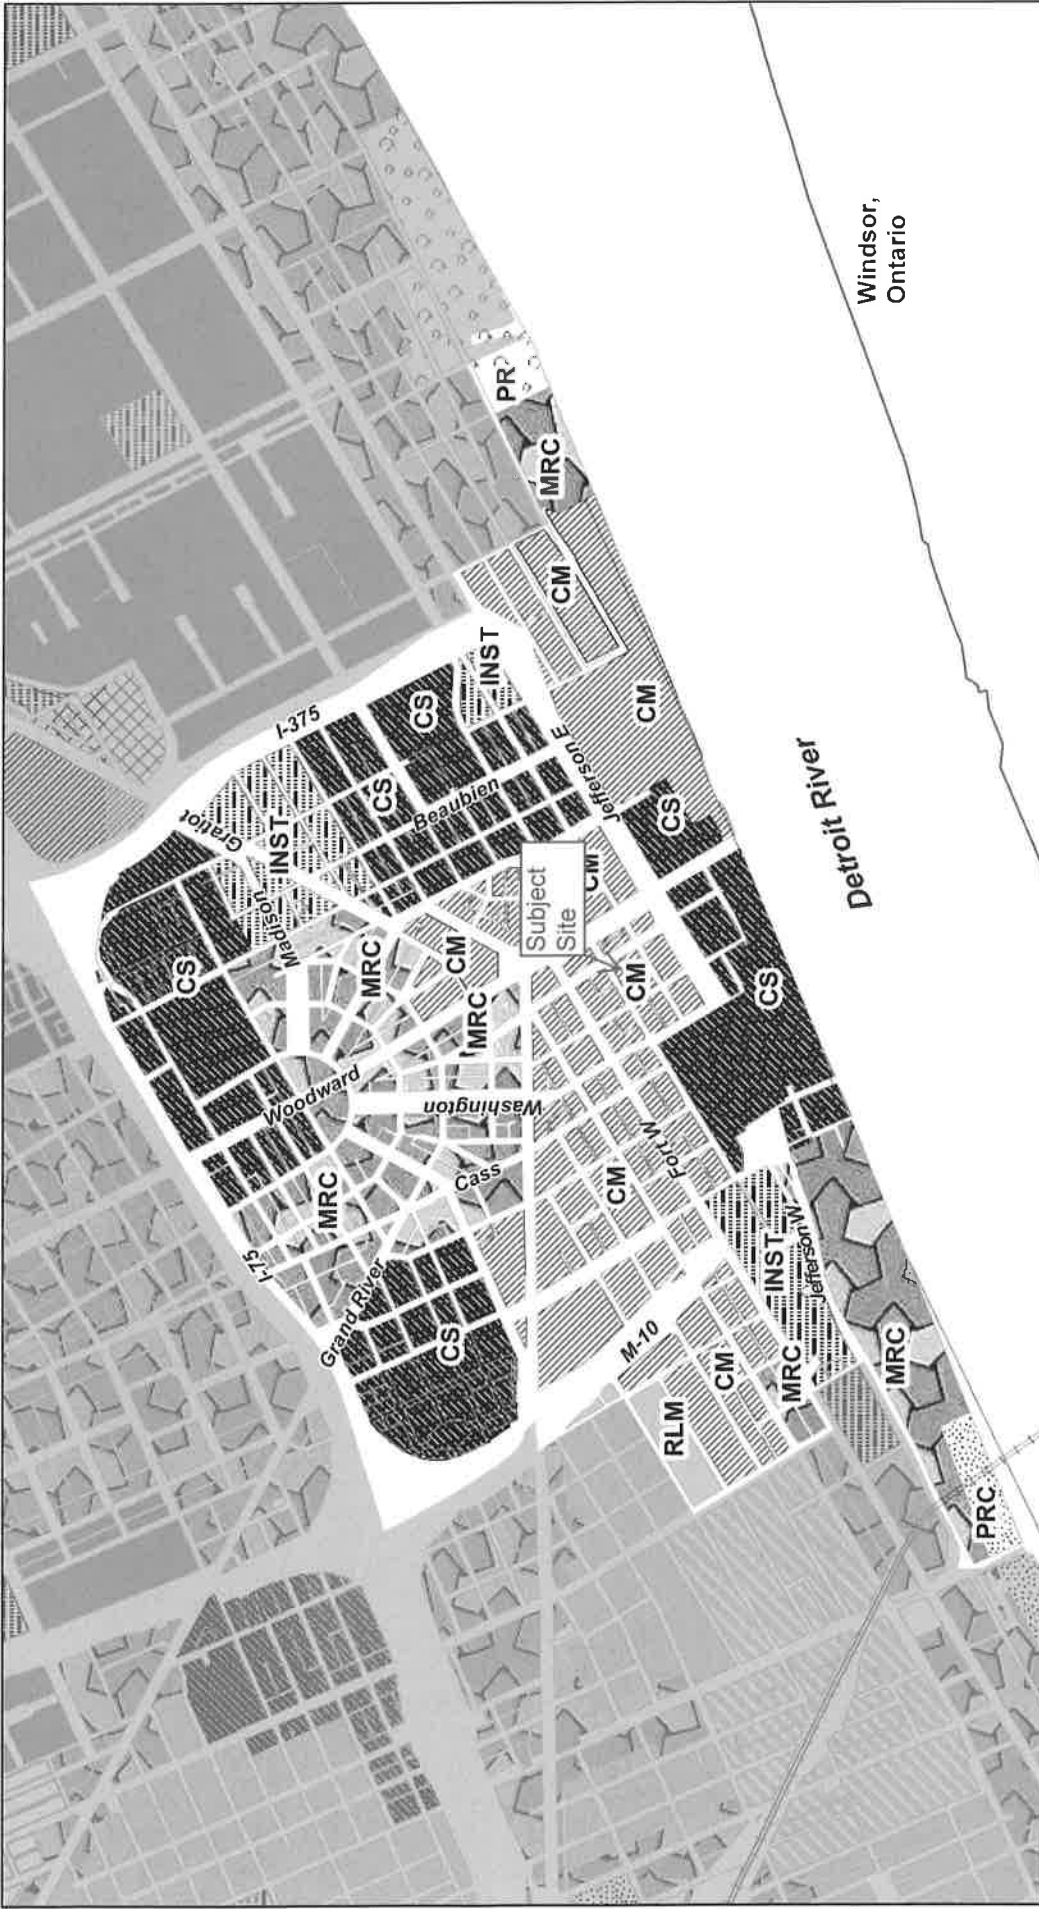 CS
Gratiot
I-75
Madison
INST
I-375
Woodward
MRC
Grand River
MRC
CS
CS
CS
CM
Beaubien
Cass
MRC
Washington
INST
PR
Subject
Site
MRC
CM
Jefferson E
CM
CM
CM
M-10
CM
Fort W
CS
RLM
CM
CS
INST
MRC
Jefferson W
Detroit River
Windsor,
Ontario
MRC
PRC